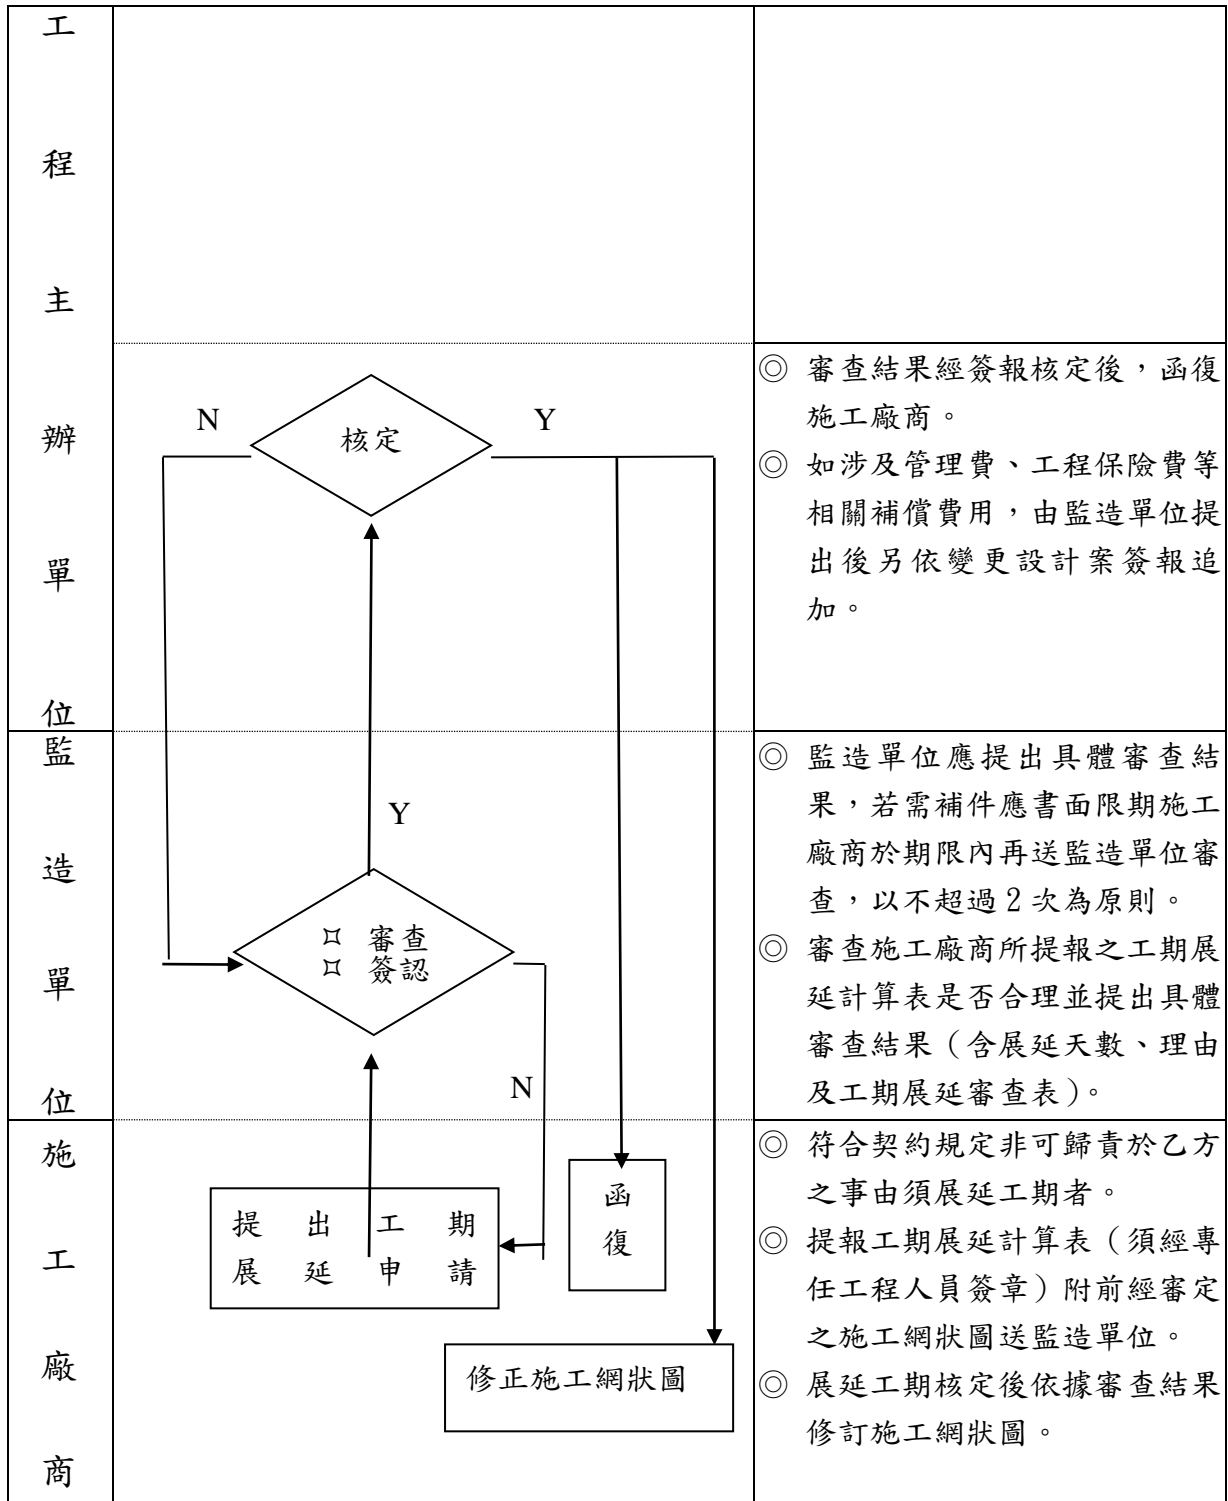 工
程
主
辦
單
位
N
Y
核定
◎ 審查結果經簽報核定後，函復
施工廠商。
◎ 如涉及管理費、工程保險費等
相關補償費用，由監造單位提
出後另依變更設計案簽報追
加。
監
造
單
位
Y
¤ 審查
¤ 簽認
N
◎ 監造單位應提出具體審查結
果，若需補件應書面限期施工
廠商於期限內再送監造單位審
查，以不超過2次為原則。
◎ 審查施工廠商所提報之工期展
延計算表是否合理並提出具體
審查結果（含展延天數、理由
及工期展延審查表）。
施
工
廠
商
提出工期
展延申請
函
復
修正施工網狀圖
◎ 符合契約規定非可歸責於乙方
之事由須展延工期者。
◎ 提報工期展延計算表（須經專
任工程人員簽章）附前經審定
之施工網狀圖送監造單位。
◎ 展延工期核定後依據審查結果
修訂施工網狀圖。